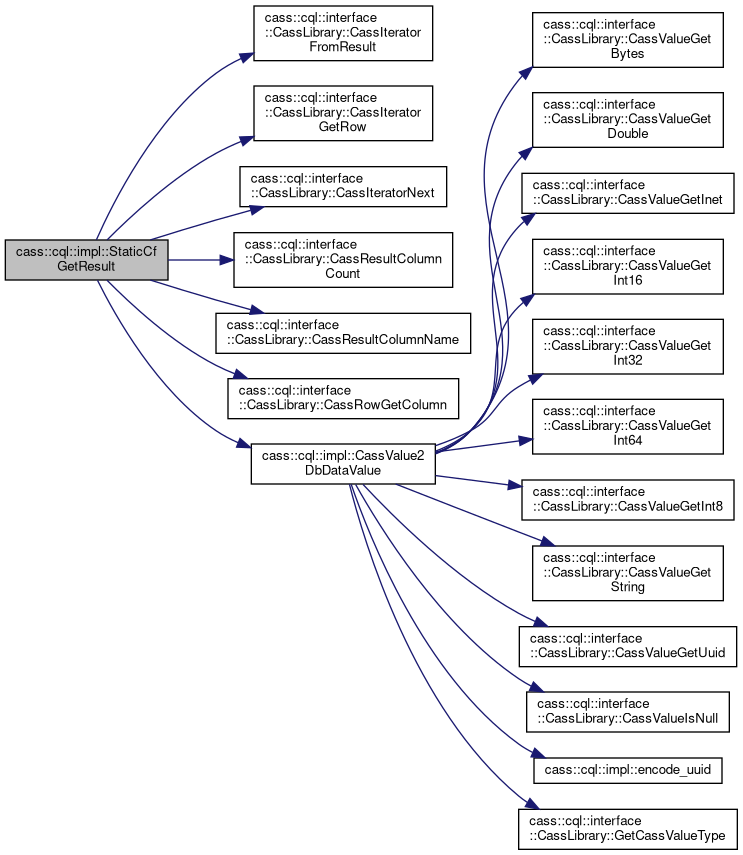 cass::cql::impl::StaticCf
GetResult
cass::cql::interface
::CassLibrary::CassIterator
FromResult
cass::cql::interface
::CassLibrary::CassIterator
GetRow
cass::cql::interface
::CassLibrary::CassIteratorNext
cass::cql::interface
::CassLibrary::CassResultColumn
Count
cass::cql::interface
::CassLibrary::CassResultColumnName
cass::cql::interface
::CassLibrary::CassRowGetColumn
cass::cql::impl::CassValue2
DbDataValue
cass::cql::interface
::CassLibrary::CassValueGet
Bytes
cass::cql::interface
::CassLibrary::CassValueGet
Double
cass::cql::interface
::CassLibrary::CassValueGetInet
cass::cql::interface
::CassLibrary::CassValueGet
Int16
cass::cql::interface
::CassLibrary::CassValueGet
Int32
cass::cql::interface
::CassLibrary::CassValueGet
Int64
cass::cql::interface
::CassLibrary::CassValueGetInt8
cass::cql::interface
::CassLibrary::CassValueGet
String
cass::cql::interface
::CassLibrary::CassValueGetUuid
cass::cql::interface
::CassLibrary::CassValueIsNull
cass::cql::impl::encode_uuid
cass::cql::interface
::CassLibrary::GetCassValueType